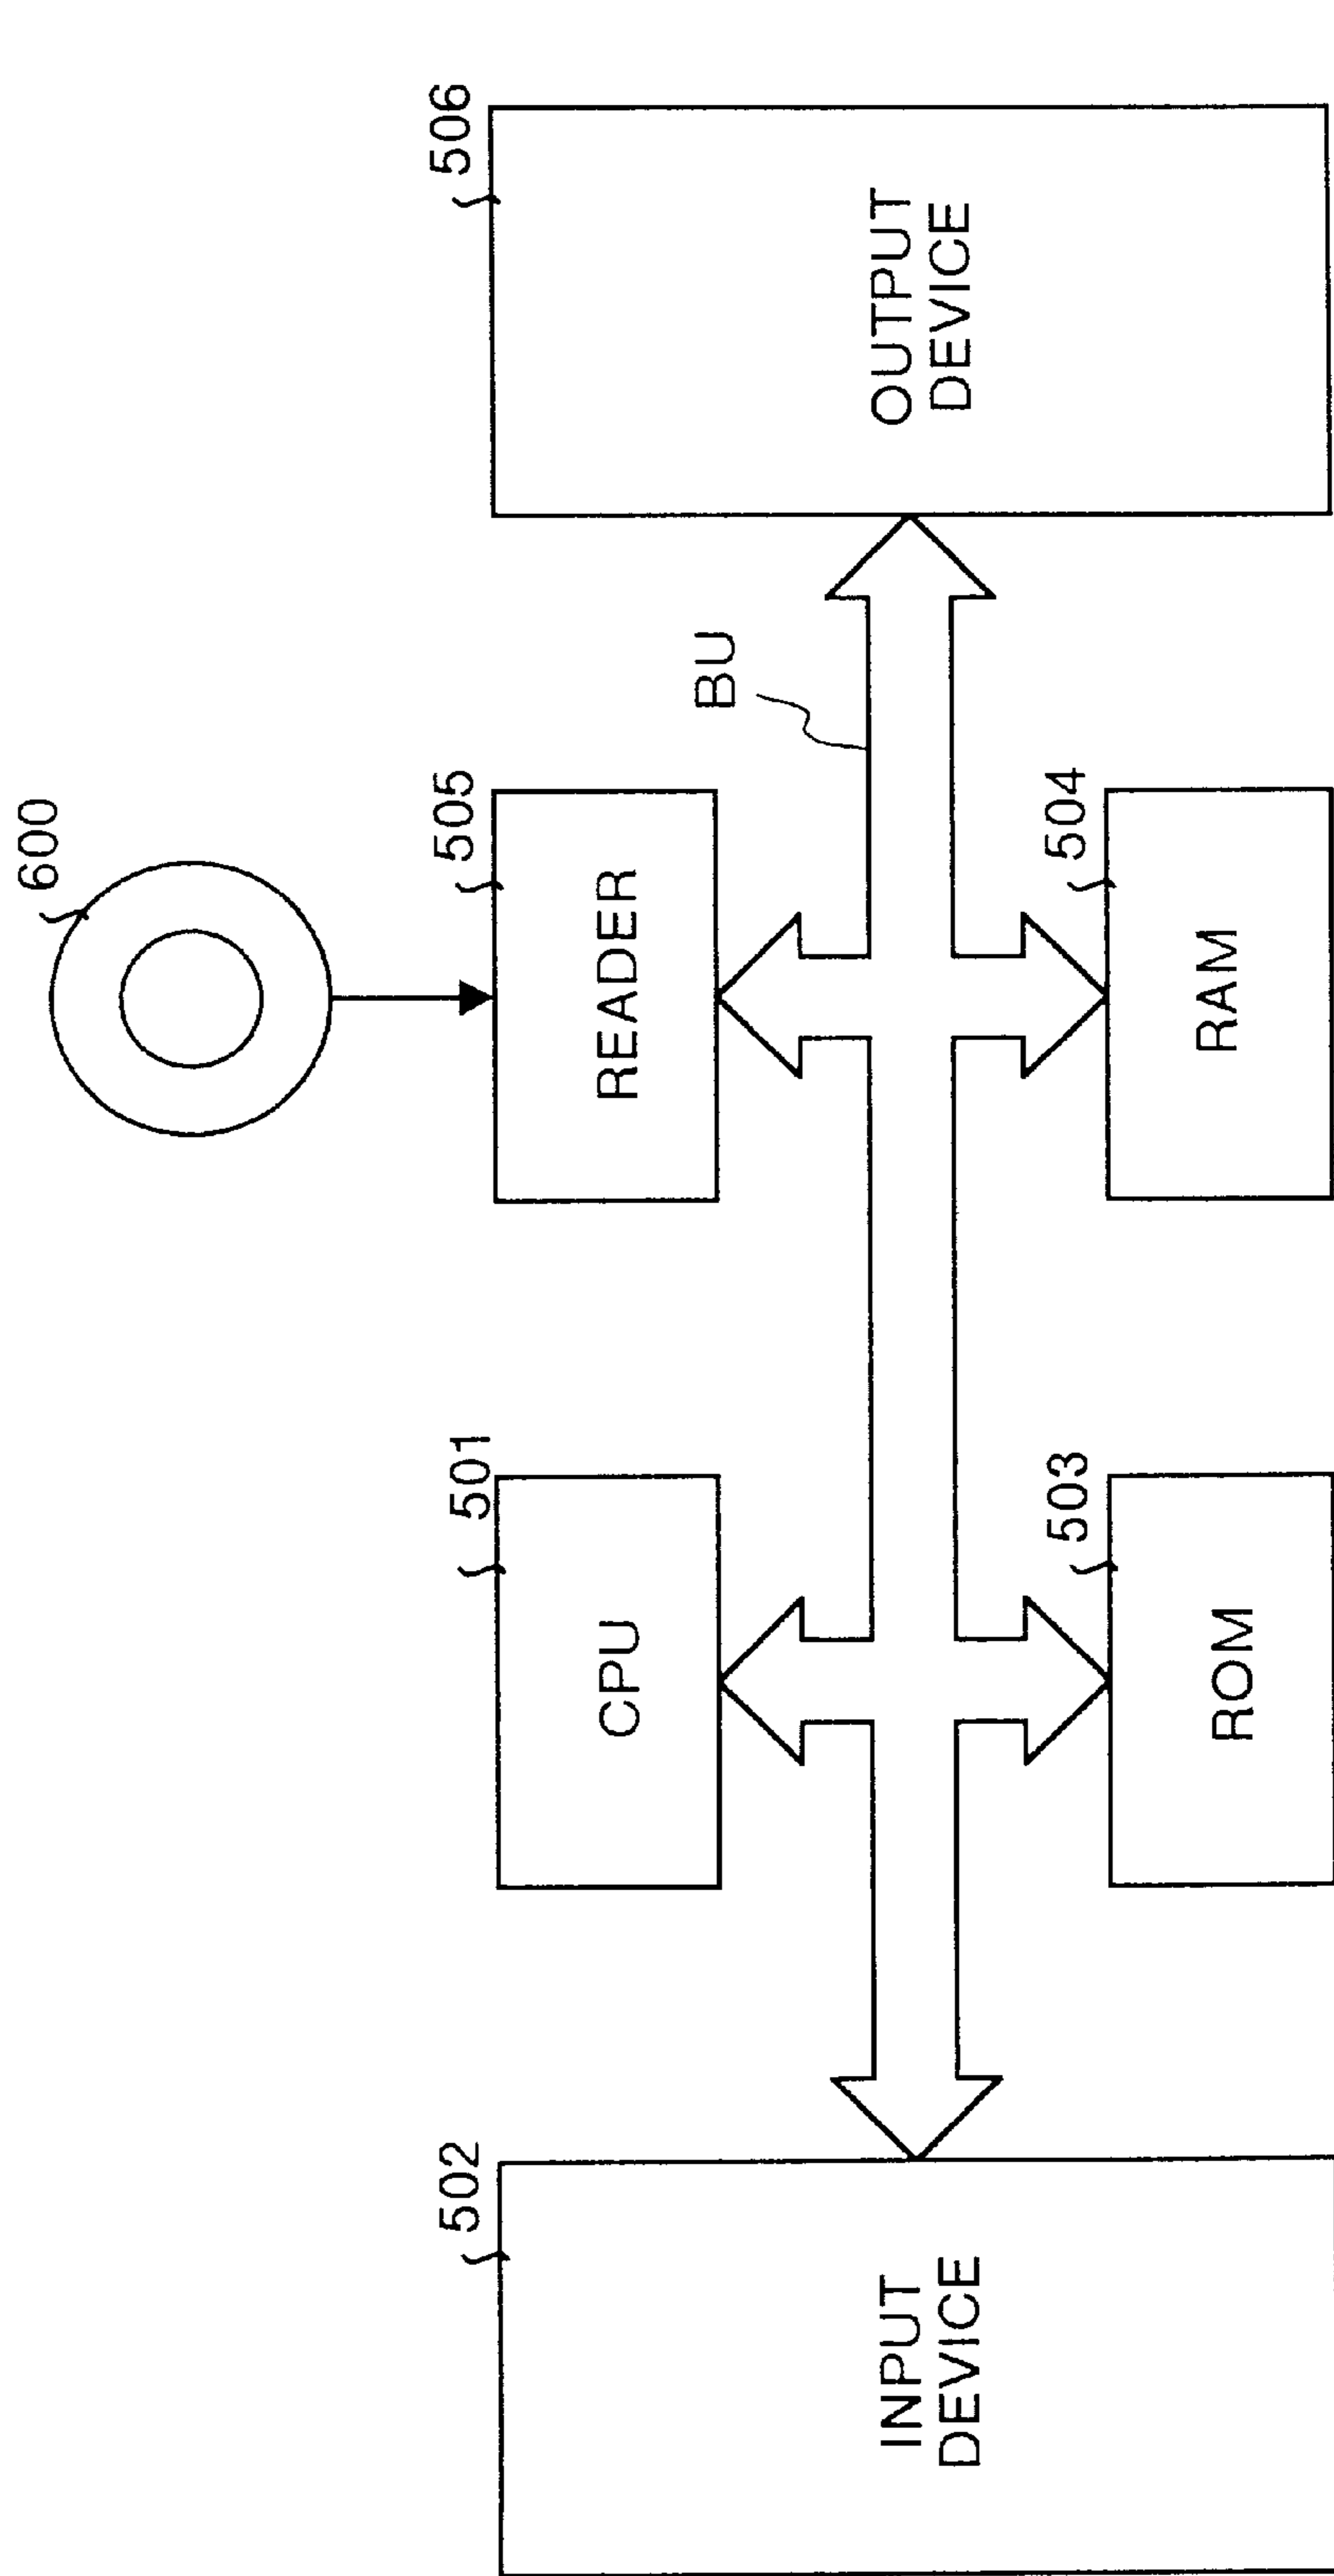 600
502
INPUT
DEVICE
501
CPU
505
READER
BU
506
OUTPUT
DEVICE
503
ROM
504
RAM